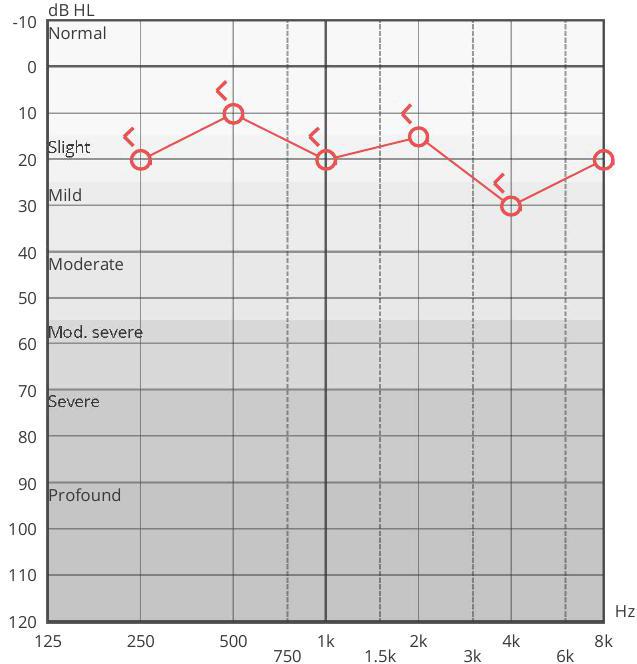 dB HL
-10
Normal
0
10
Slight
20
Mild
30
40
Moderate
50
Mod. severe
60
70
Severe
80
90
Profound
100
110
120
Hz
125 250 500 1k 2k 4k 8k
750 1.5k 3k 6k